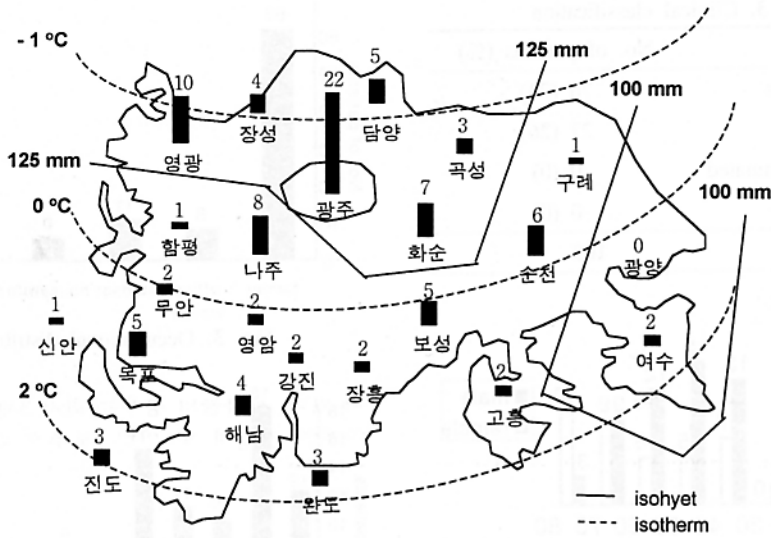 - 1 ℃
5
125 mm
10
4
22
100 mm
장성
담양
3
영광
곡성
1
125 mm
구례
100 mm
광주
0 ℃
1
8
7
6
함평
나주
화순
순천
0
광양
2
무안
1
신안
5
목포
2
영암
5
보성
2
여수
2
강진
2
장흥
2 ℃
4
해남
2
고흥
3
진도
3
완도
isohyet
isotherm